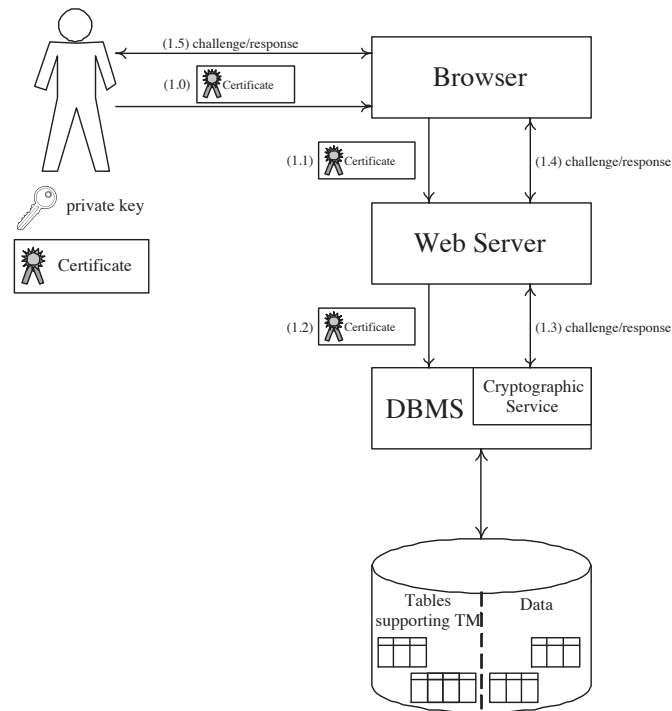 (1.5) challenge/response
Browser
(1.0) Certificate
(1.1) Certificate
(1.4) challenge/response
private key
Web Server
Certificate
(1.2) Certificate
(1.3) challenge/response
Cryptographic
Service
DBMS
Tables
supporting TM
Data